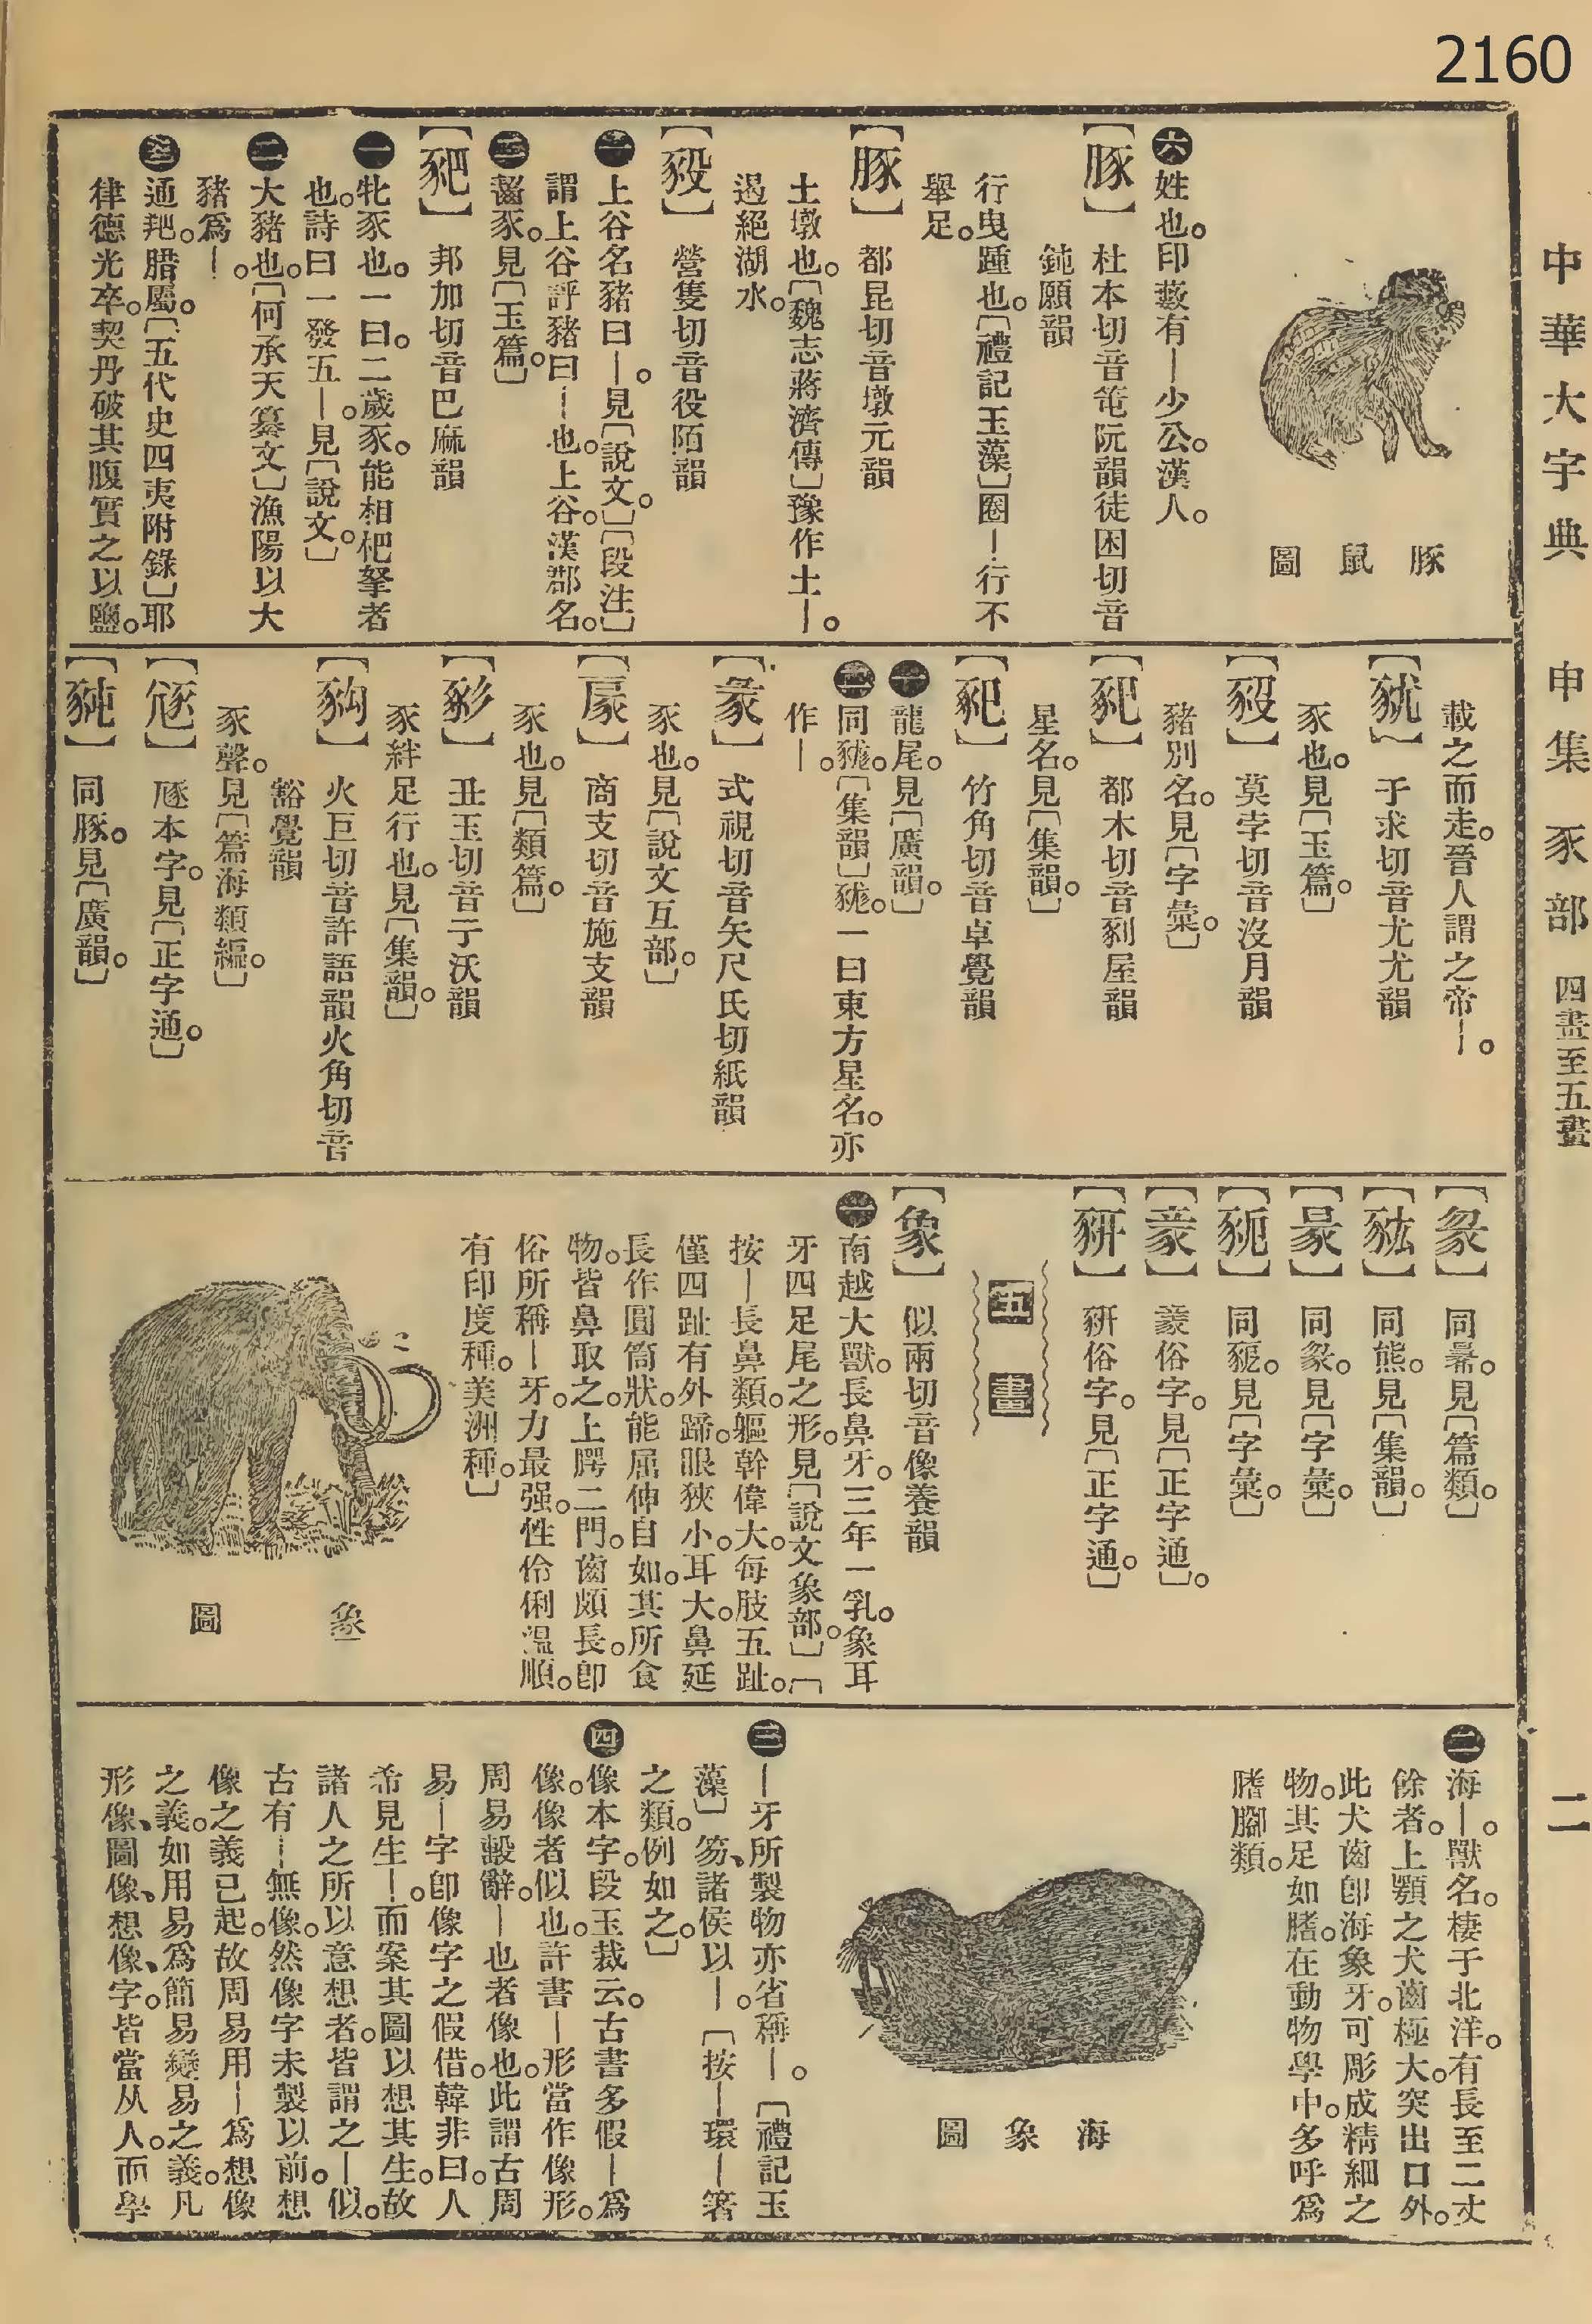 2160
中華大字典
申集
豕部
四畫至五畫
二
豚鼠圖
㊅姓也。印藪有｜少公。漢人。
【豚】
杜本切音笹阮韻徒困切音
鈍願韻
行曳踵也。〔禮記玉藻〕圈｜行不
舉足。
【豚】
都昆切音墩元韻
土墩也。〔魏志蔣濟傳〕豫作土｜。
遏絕湖水。
【豛】
營隻切音役陌韻
㊀上谷名豬曰｜。見〔說文。〕〔段注〕
謂上谷評豬曰｜也。上谷。漢郡名。
㊁豶豕。見〔玉篇。〕
【豝】
邦加切音巴麻韻
㊀牝豕也。一曰。二歲豕。能相杷拏者
也。詩曰一發五｜。見〔說文。〕
㊁大豬也。〔何承天纂文〕漁陽以大
豬爲｜。
㊂通羓。腊屬。〔五代史四夷附錄〕耶
律德光卒。契丹破其腹實之以鹽。
載之而走。晉人謂之帝｜。
【䝌】
于求切音尤尤韻
豕也。見〔玉篇。〕
莫孛切音沒月韻
豬別名。見〔字彙。〕
都木切音剢屋韻
星名。見〔集韻。〕
竹角切音卓覺韻
㊀龍尾。見〔廣韻。〕
㊁同㺔。〔集韻〕㺔。一曰東方星名。亦
作｜。
【彖】
式視切音矢尺氏切紙韻
豕也。見〔說文互部。〕
商支切音施支韻
豕也。見〔類篇。〕
丑玉切音亍沃韻
豕絆足行也。見〔集韻。〕
火巨切音許語韻火角切音
豁覺韻
豕聲。見〔篇海類編。〕
豚本字。見〔正字通。〕
【㹠】
同豚。見〔廣韻。〕
同㬥。見〔篇類。〕
同熊。見〔集韻。〕
同彖。見〔字彙。〕
同豟。見〔字彙。〕
豪俗字。見〔正字通〕。
【豜】
豣俗字。見〔正字通。〕
五畫
【象】
似兩切音像養韻
㊀南越大獸。長鼻牙。三年一乳。象耳
牙四足尾之形。見〔說文象部。〕〔
按｜長鼻類。軀幹偉大。每肢五趾。
僅四趾有外蹄。眼狹小。耳大。鼻延
長作圓筒狀。能屈伸自如。其所食
物。皆鼻取之。上腭二門齒頗長。卽
俗所稱｜牙。力最强。性伶俐溫順。
有印度種。美洲種。〕
象圖
㊁海｜。獸名。棲于北洋。有長至二丈
餘者。上顎之犬齒極大。突出口外。
此犬齒卽海象牙。可彫成精細之
物。其足如鰭。在動物學中。多呼爲
鰭腳類。
海象圖
㊂｜牙所製物亦省稱｜。〔禮記玉
藻〕笏、諸侯以｜。〔按｜環｜箸
之類。例如之。〕
㊃像本字。段玉裁云。古書多假｜爲
像。像者似也。許書｜形當作像形。
周易毄辭。｜也者像也。此謂古周
易｜字卽像字之假借。韓非曰。人
希見生｜。而案其圖以想其生。故
諸人之所以意想者。皆謂之｜似。
古有｜無像。然像字未製以前。想
像之義已起。故周易用｜爲想像
之義。如用易爲簡易變易之義。凡
形像、圖像、想像、字。皆當从人。而學